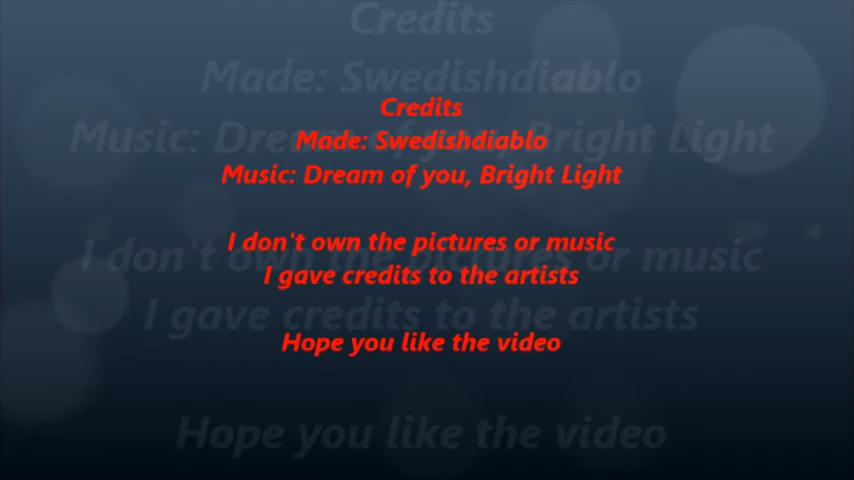 Credits
Made: Swedishdiablo
Music: Dream of you, Bright Light
I don't own the pictures or music
I gave credits to the artists
Hope you like the video